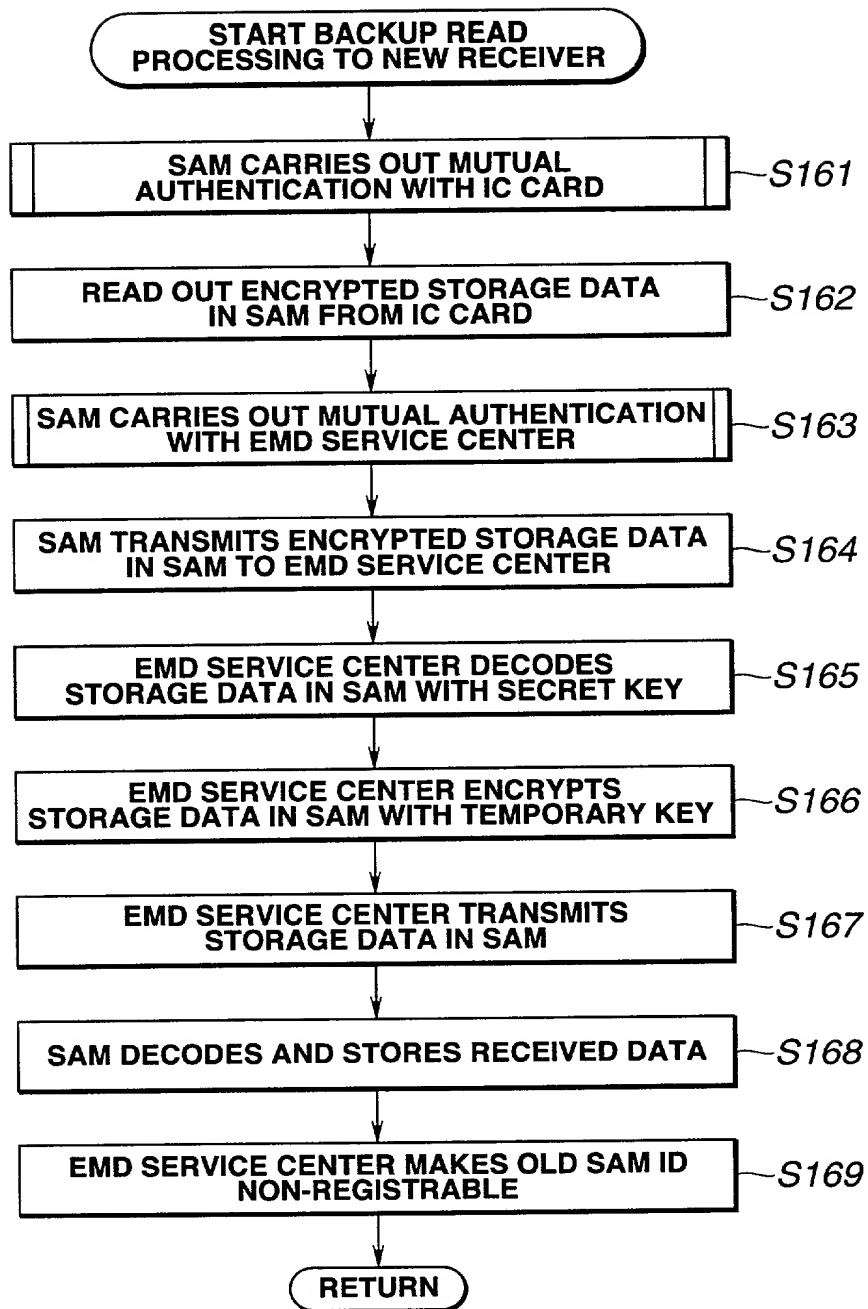 START BACKUP READ
PROCESSING TO NEW RECEIVER
SAM CARRIES OUT MUTUAL
AUTHENTICATION WITH IC CARD
S161
READ OUT ENCRYPTED STORAGE DATA
IN SAM FROM IC CARD
S162
SAM CARRIES OUT MUTUAL AUTHENTICATION
WITH EMD SERVICE CENTER
S163
SAM TRANSMITS ENCRYPTED STORAGE DATA
IN SAM TO EMD SERVICE CENTER
S164
EMD SERVICE CENTER DECODES
STORAGE DATA IN SAM WITH SECRET KEY
S165
EMD SERVICE CENTER ENCRYPTS
STORAGE DATA IN SAM WITH TEMPORARY KEY
S166
EMD SERVICE CENTER TRANSMITS
STORAGE DATA IN SAM
S167
SAM DECODES AND STORES RECEIVED DATA
S168
EMD SERVICE CENTER MAKES OLD SAM ID
NON-REGISTRABLE
S169
RETURN